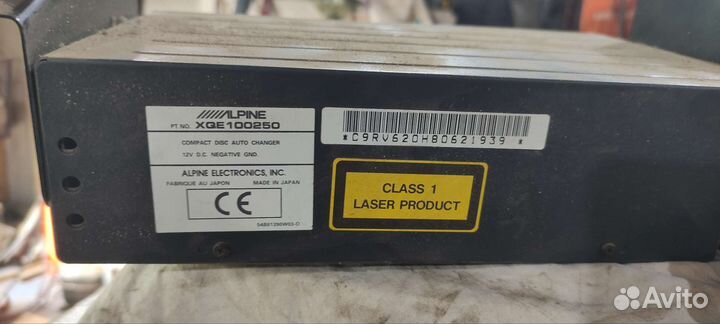 ALPINE
PT NO. XQE100250
COMPACT DISC AUTO CHANGER
12V D.C. NEGATIVE GND.
ALPINE ELECTRONICS, INC.
FABRIQUE AU JAPON MADE IN JAPAN
CE
*C9RV620H80621939 *
CLASS 1
LASER PRODUCT
Avito